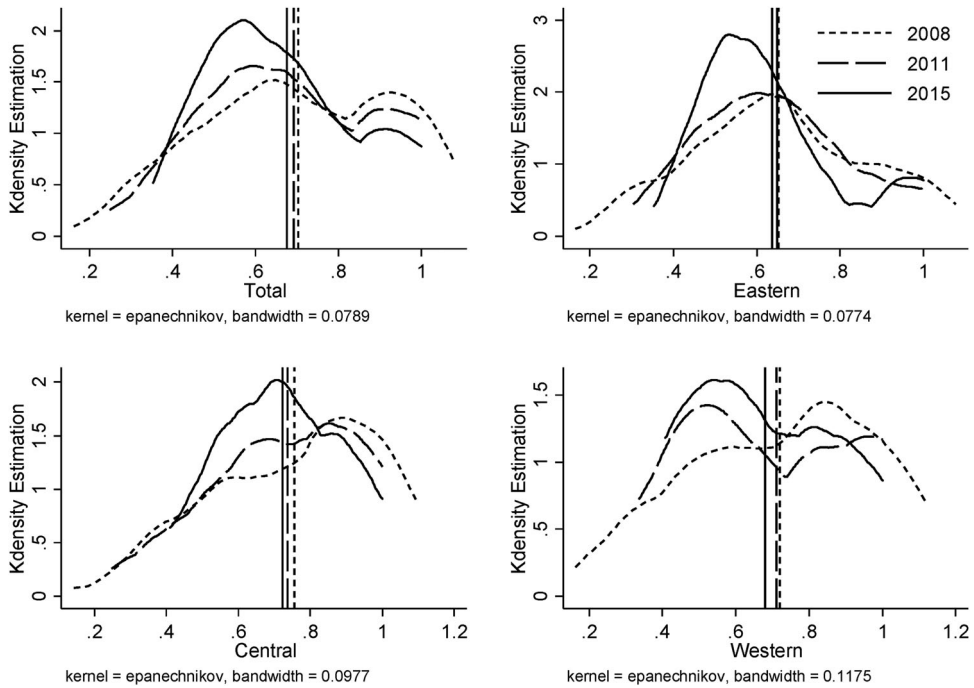 Kdensity Estimation
2
1.5
1
.5
0
.2 .4 .6 .8 1
Total
kernel = epanechnikov, bandwidth = 0.0789
Kdensity Estimation
3
2
1
0
.2 .4 .6 .8 1
Eastern
kernel = epanechnikov, bandwidth = 0.0774
2008
2011
2015
Kdensity Estimation
2
1.5
1
.5
0
.2 .4 .6 .8 1 1.2
Central
kernel = epanechnikov, bandwidth = 0.0977
Kdensity Estimation
1.5
1
.5
0
.2 .4 .6 .8 1 1.2
Western
kernel = epanechnikov, bandwidth = 0.1175